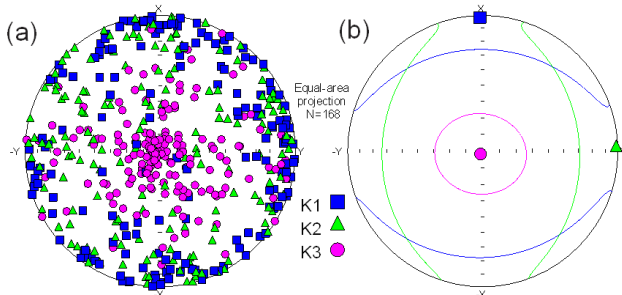 (a)
X
-Y
Y
-X
Equal-area
projection
N=168
K1
K2
K3
(b)
X
-Y
Y
-X